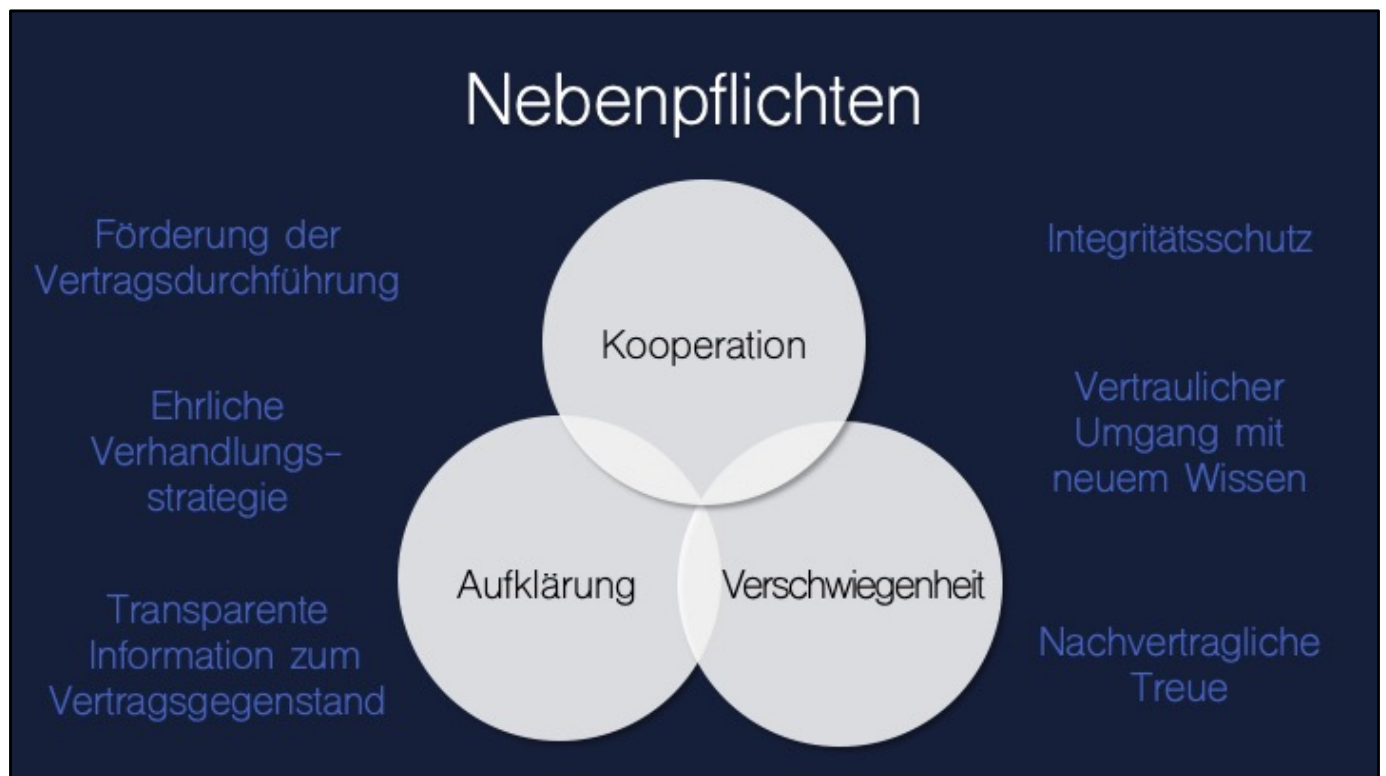 Nebenpflichten
Förderung der
Vertragsdurchführung
Ehrliche
Verhandlungs-
strategie
Transparente
Information zum
Vertragsgegenstand
Kooperation
Aufklärung
Verschwiegenheit
Integritätsschutz
Vertraulicher
Umgang mit
neuem Wissen
Nachvertragliche
Treue